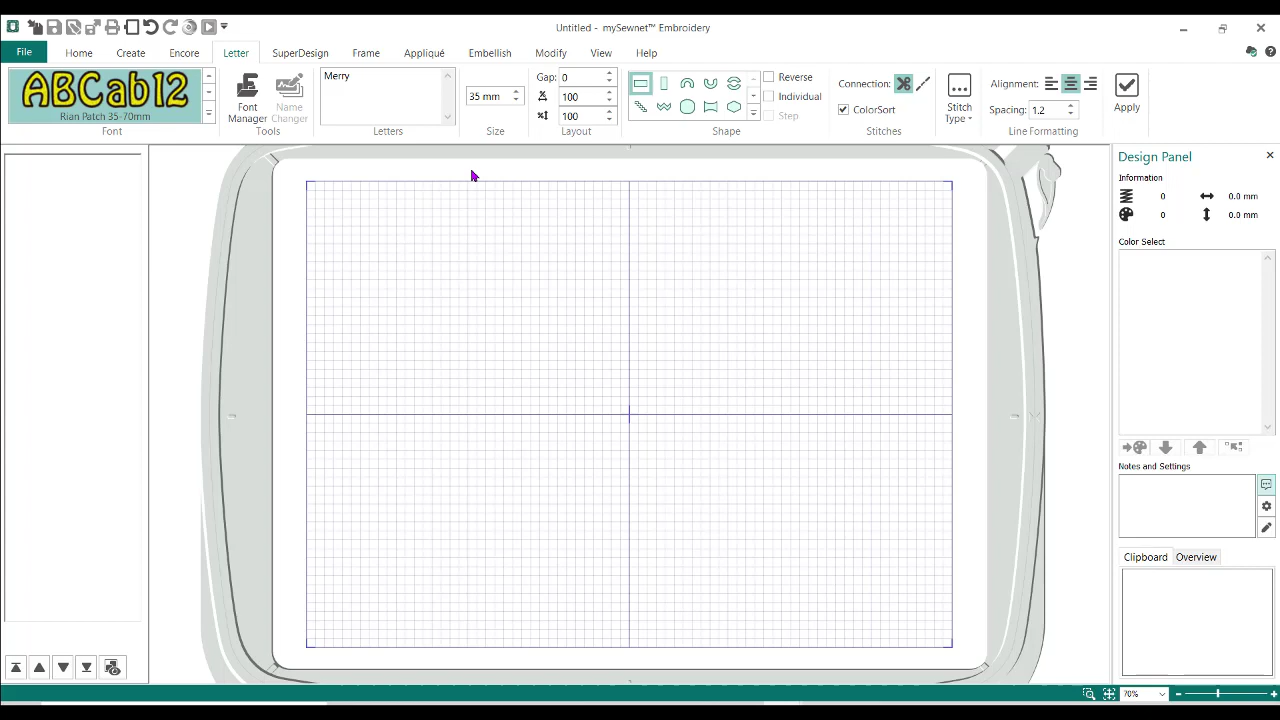 Untitled - mySewnet™ Embroidery
File Home Create Encore Letter SuperDesign Frame Appliqué Embellish Modify View Help
ABCab12
Rian Patch 35-70mm
Font
Font Manager
Name Changer
Tools
Merry
Letters
35 mm
Size
Gap: 0
100
100
Layout
Reverse
Individual
Step
Shape
Connection:
ColorSort
Stitches
Stitch Type
Alignment:
Spacing: 1.2
Line Formatting
Apply
Design Panel
Information
0 0.0 mm
0 0.0 mm
Color Select
Notes and Settings
Clipboard Overview
70%